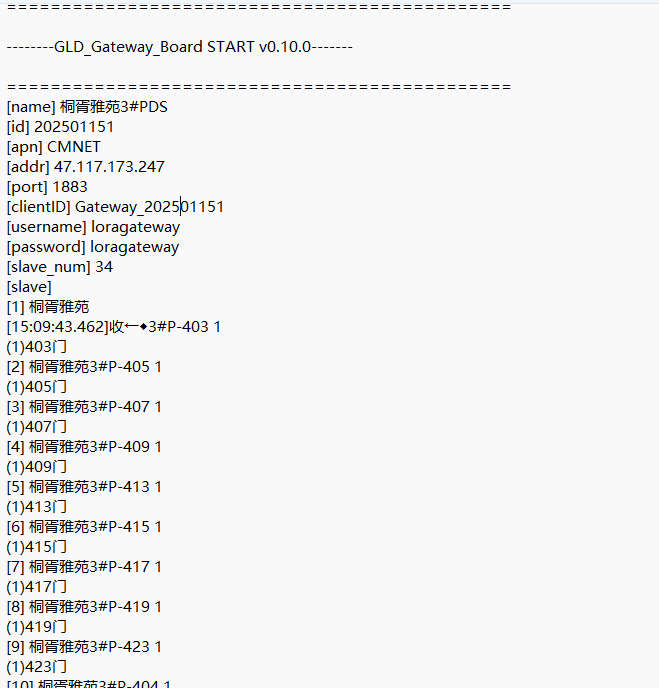 ==============================================
--------GLD_Gateway_Board START v0.10.0-------
==============================================
[name] 桐胥雅苑3#PDS
[id] 202501151
[apn] CMNET
[addr] 47.117.173.247
[port] 1883
[clientID] Gateway_202501151
[username] loragateway
[password] loragateway
[slave_num] 34
[slave]
[1] 桐胥雅苑
[15:09:43.462]收←◆3#P-403 1
(1)403门
[2] 桐胥雅苑3#P-405 1
(1)405门
[3] 桐胥雅苑3#P-407 1
(1)407门
[4] 桐胥雅苑3#P-409 1
(1)409门
[5] 桐胥雅苑3#P-413 1
(1)413门
[6] 桐胥雅苑3#P-415 1
(1)415门
[7] 桐胥雅苑3#P-417 1
(1)417门
[8] 桐胥雅苑3#P-419 1
(1)419门
[9] 桐胥雅苑3#P-423 1
(1)423门
[10] 桐胥雅苑3#P-404 1